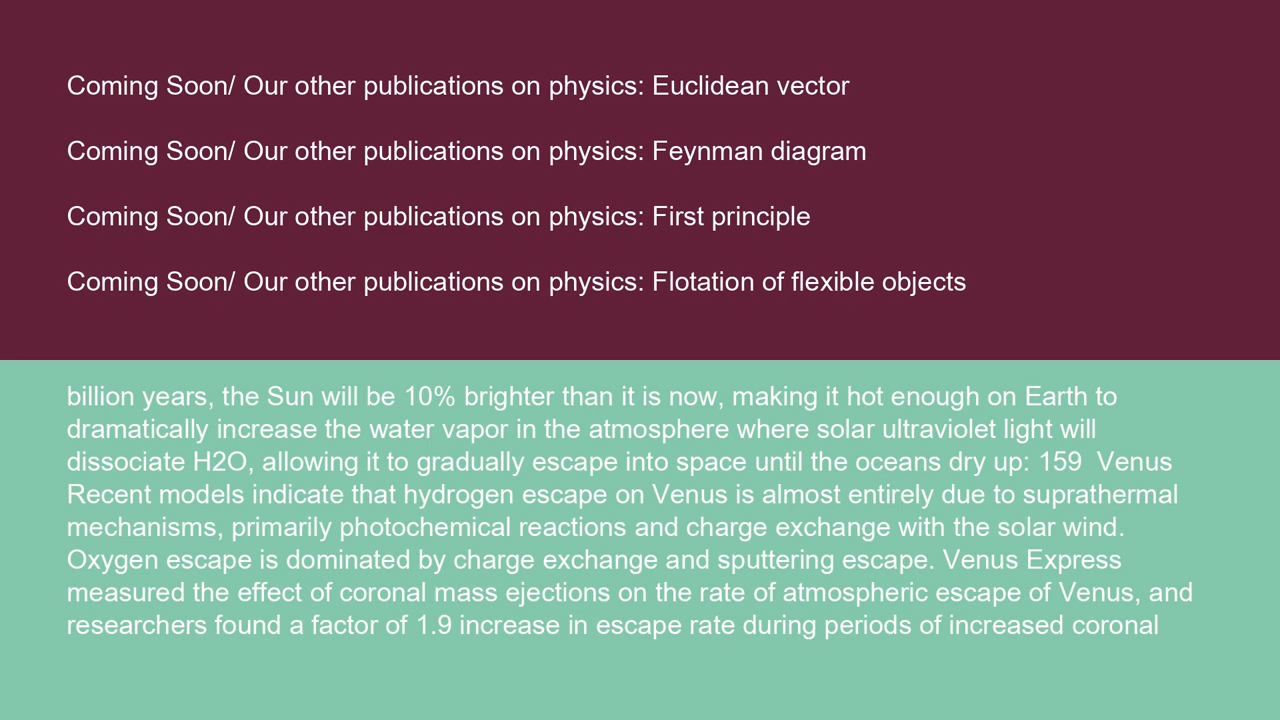 Coming Soon/ Our other publications on physics: Euclidean vector
Coming Soon/ Our other publications on physics: Feynman diagram
Coming Soon/ Our other publications on physics: First principle
Coming Soon/ Our other publications on physics: Flotation of flexible objects
billion years, the Sun will be 10% brighter than it is now, making it hot enough on Earth to
dramatically increase the water vapor in the atmosphere where solar ultraviolet light will
dissociate H2O, allowing it to gradually escape into space until the oceans dry up: 159  Venus
Recent models indicate that hydrogen escape on Venus is almost entirely due to suprathermal
mechanisms, primarily photochemical reactions and charge exchange with the solar wind.
Oxygen escape is dominated by charge exchange and sputtering escape. Venus Express
measured the effect of coronal mass ejections on the rate of atmospheric escape of Venus, and
researchers found a factor of 1.9 increase in escape rate during periods of increased coronal